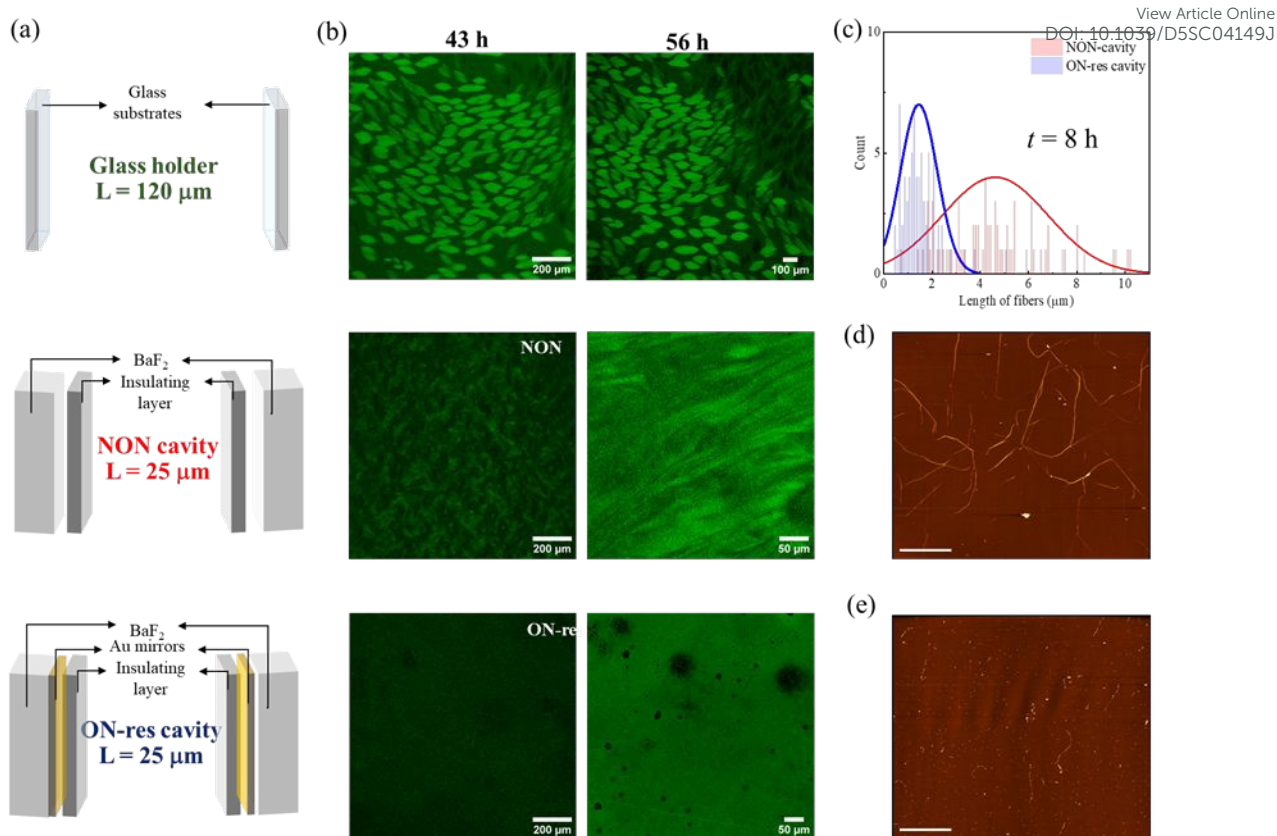 View Article Online
DOI: 10.1039/D5SC04149J
(a)
Glass
substrates
Glass holder
L = 120 µm
BaF2
Insulating
layer
NON cavity
L = 25 µm
BaF2
Au mirrors
Insulating
layer
ON-res cavity
L = 25 µm
(b)
43 h
56 h
200 µm
100 µm
NON
200 µm
50 µm
ON-re
200 µm
50 µm
(c)
10
5
0
Count
NON-cavity
ON-res cavity
t = 8 h
0 2 4 6 8 10
Length of fibers (µm)
(d)
(e)